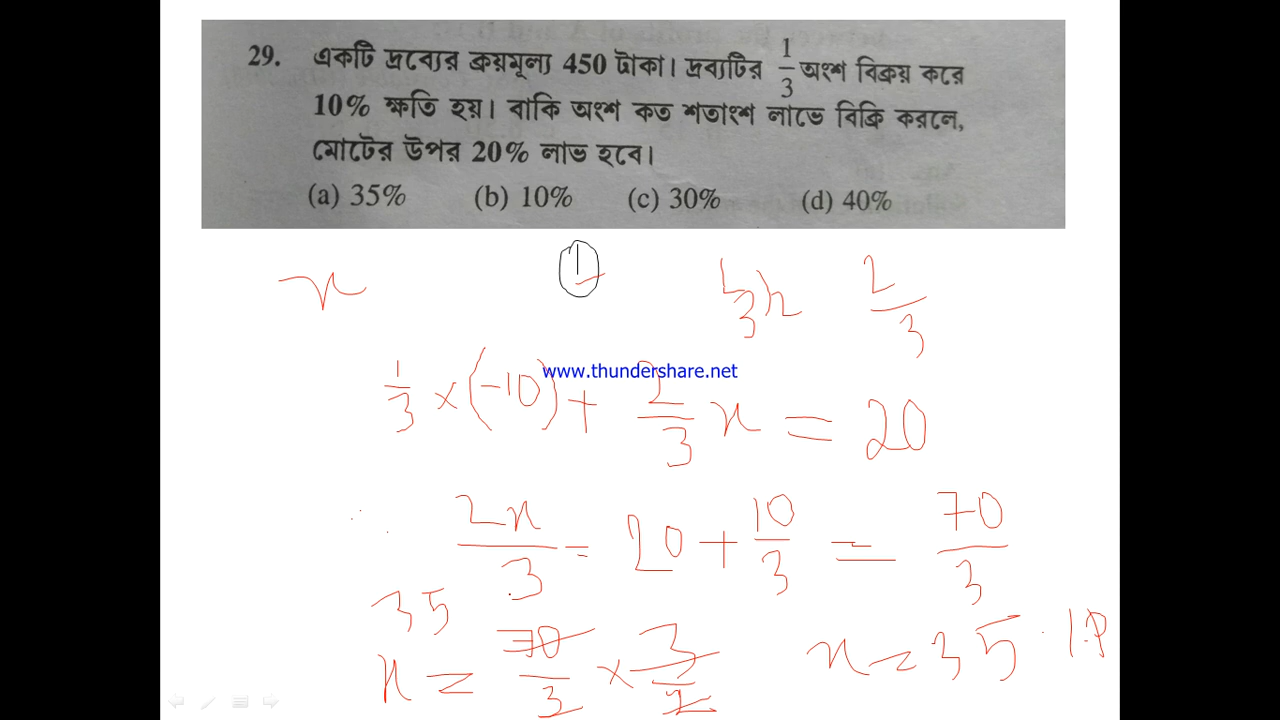 29. একটি দ্রব্যের ক্রয়মূল্য 450 টাকা। দ্রব্যটির 1/3 অংশ বিক্রয় করে
10% ক্ষতি হয়। বাকি অংশ কত শতাংশ লাভে বিক্রি করলে,
মোটের উপর 20% লাভ হবে।
(a) 35% (b) 10% (c) 30% (d) 40%
x 1 1/3 2/3
www.thundershare.net
1/3 × (-10) + 2/3 x = 20
2x/3 = 20 + 10/3 = 70/3
35
x = 70/3 × 3/2 x = 35